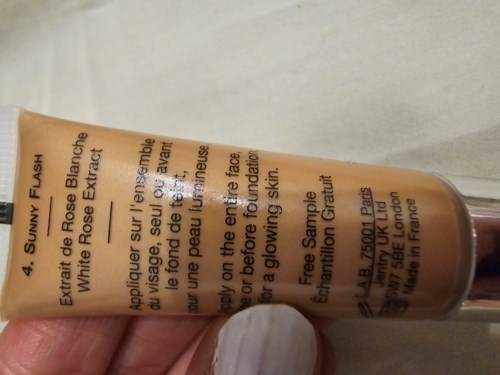 4. SUNNY FLASH
Extrait de Rose Blanche
White Rose Extract
Appliquer sur l'ensemble
du visage, seul ou avant
le fond de teint,
pour une peau lumineuse.
Apply on the entire face,
or before foundation
for a glowing skin.
Free Sample
Échantillon Gratuit
L.A.B. 75001 Paris
Jentry UK Ltd
NW7 5BE London
Made in France